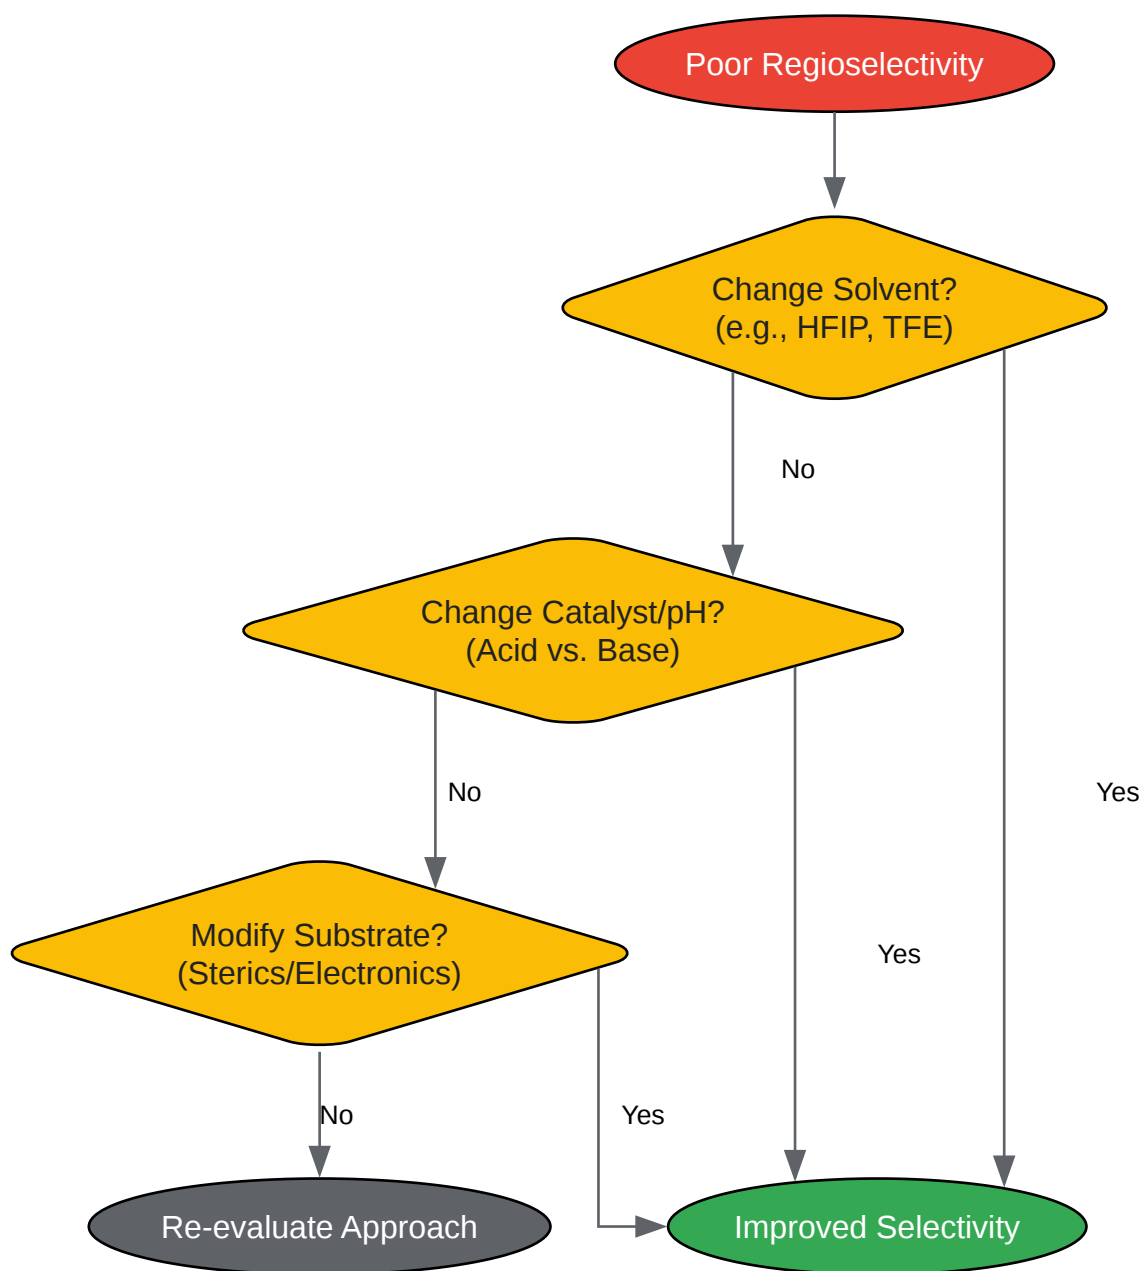 Poor Regioselectivity
Change Solvent?
(e.g., HFIP, TFE)
No
Change Catalyst/pH?
(Acid vs. Base)
No
Yes
Modify Substrate?
(Sterics/Electronics)
Yes
No
Yes
Re-evaluate Approach
Improved Selectivity